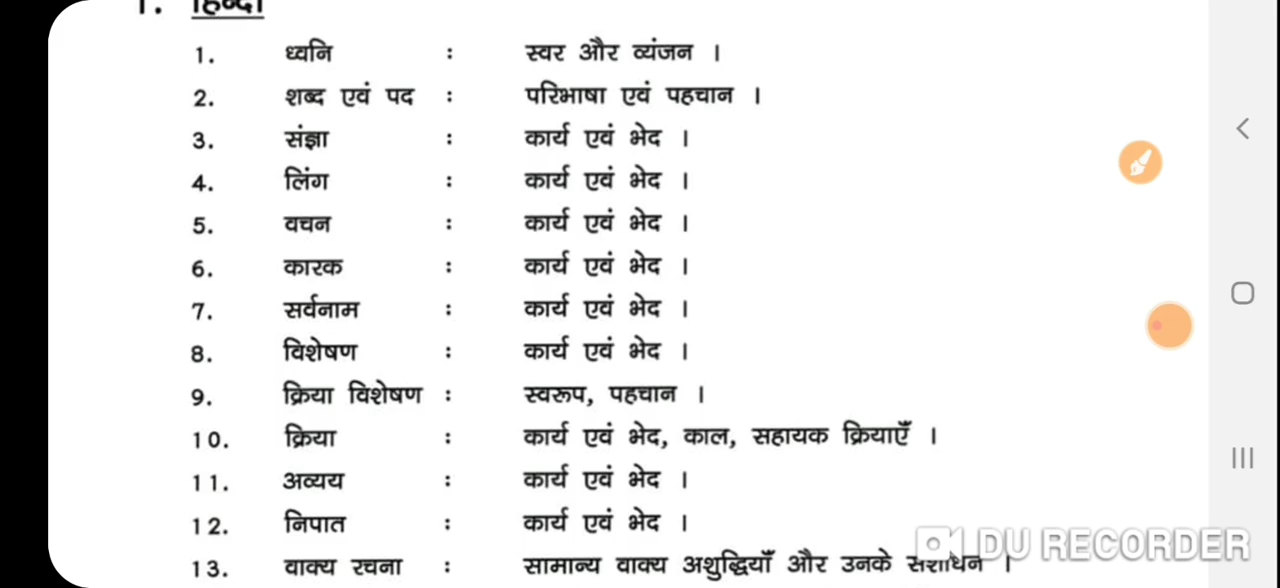 1. हिन्दी
1. ध्वनि : स्वर और व्यंजन ।
2. शब्द एवं पद : परिभाषा एवं पहचान ।
3. संज्ञा : कार्य एवं भेद ।
4. लिंग : कार्य एवं भेद ।
5. वचन : कार्य एवं भेद ।
6. कारक : कार्य एवं भेद ।
7. सर्वनाम : कार्य एवं भेद ।
8. विशेषण : कार्य एवं भेद ।
9. क्रिया विशेषण : स्वरूप, पहचान ।
10. क्रिया : कार्य एवं भेद, काल, सहायक क्रियाएँ ।
11. अव्यय : कार्य एवं भेद ।
12. निपात : कार्य एवं भेद ।
13. वाक्य रचना : सामान्य वाक्य अशुद्धियाँ और उनके संशोधन ।
DU RECORDER